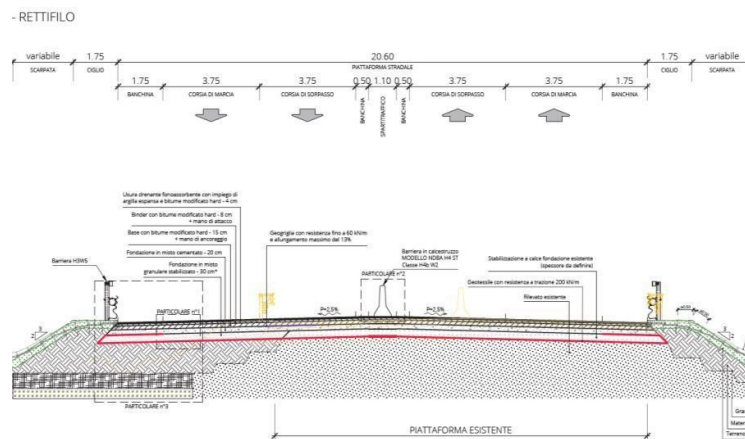 - RETTIFILO
variabile 1.75 20.60 1.75 variabile
SCARPATA CIGLIO PIATTAFORMA STRADALE CIGLIO SCARPATA
1.75 3.75 3.75 0.50 1.10 0.50 3.75 3.75 1.75
BANCHINA CORSIA DI MARCIA CORSIA DI SORPASSO BANCHINA SPARTITRAFFICO BANCHINA CORSIA DI SORPASSO CORSIA DI MARCIA BANCHINA
Usura drenante fonoassorbente con impiego di
argilla espansa e bitume modificato hard - 4 cm
Binder con bitume modificato hard - 8 cm
+ mano di attacco
Base con bitume modificato hard - 15 cm
+ mano di ancoraggio
Fondazione in misto cementato - 20 cm
Fondazione in misto
granulare stabilizzato - 30 cm*
Barriera H3W5
Geogriglie con resistenza fino a 60 kN/m
e allungamento massimo del 13%
Barriera in calcestruzzo
MODELLO NDBA H4 ST
Classe H4b W2
PARTICOLARE n°2
Stabilizzazione a calce fondazione esistente
(spessore da definire)
Geotessile con resistenza a trazione 200 kN/m
Rilevato esistente
PARTICOLARE n°1
P=2,5% P=2,5%
3
2
3
2
PARTICOLARE n°3
Gra
Mater
Terreno
PIATTAFORMA ESISTENTE